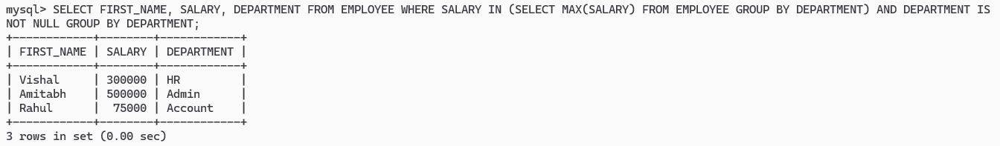 mysql> SELECT FIRST_NAME, SALARY, DEPARTMENT FROM EMPLOYEE WHERE SALARY IN (SELECT MAX(SALARY) FROM EMPLOYEE GROUP BY DEPARTMENT) AND DEPARTMENT IS
NOT NULL GROUP BY DEPARTMENT;
+------------+--------+------------+
| FIRST_NAME | SALARY | DEPARTMENT |
+------------+--------+------------+
| Vishal     | 300000 | HR         |
| Amitabh    | 500000 | Admin      |
| Rahul      |  75000 | Account    |
+------------+--------+------------+
3 rows in set (0.00 sec)